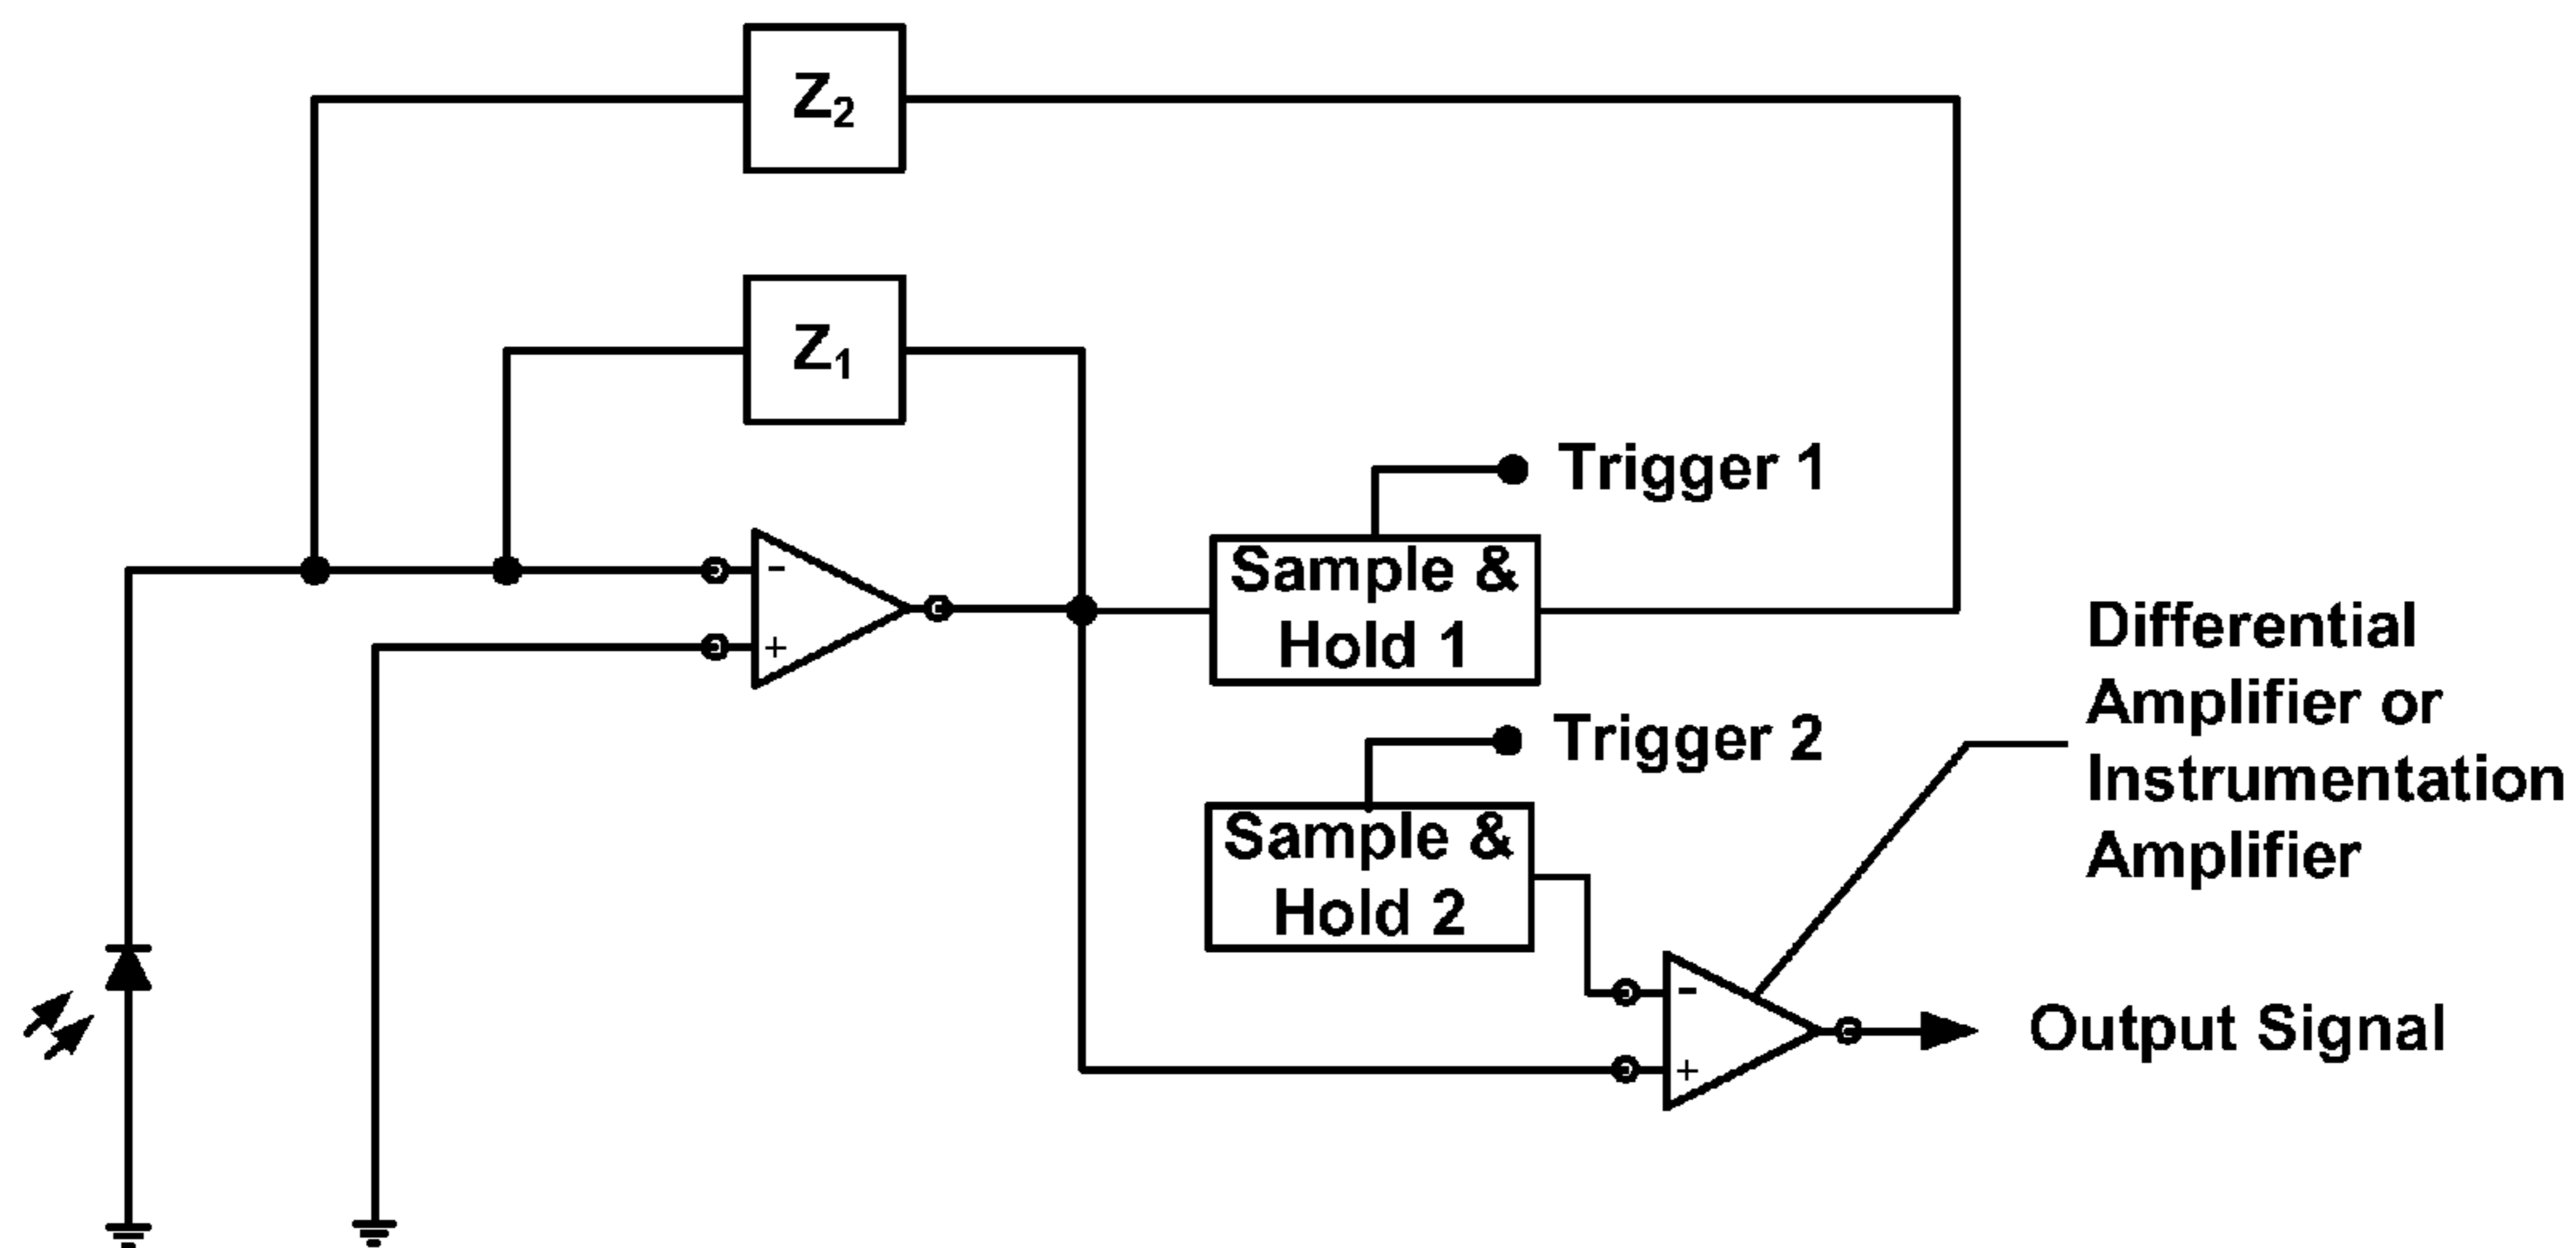 Z₂
Z₁
Trigger 1
Sample &
Hold 1
-
+
Trigger 2
Sample &
Hold 2
Differential
Amplifier or
Instrumentation
Amplifier
-
+
Output Signal